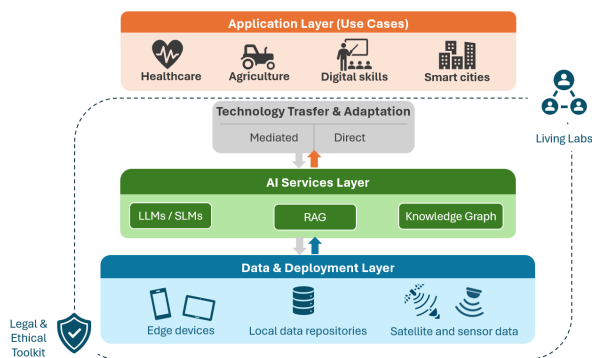 Application Layer (Use Cases)
Healthcare
Agriculture
Digital skills
Smart cities
Technology Trasfer & Adaptation
Mediated
Direct
Living Labs
AI Services Layer
LLMs / SLMs
RAG
Knowledge Graph
Data & Deployment Layer
Edge devices
Local data repositories
Satellite and sensor data
Legal &
Ethical
Toolkit